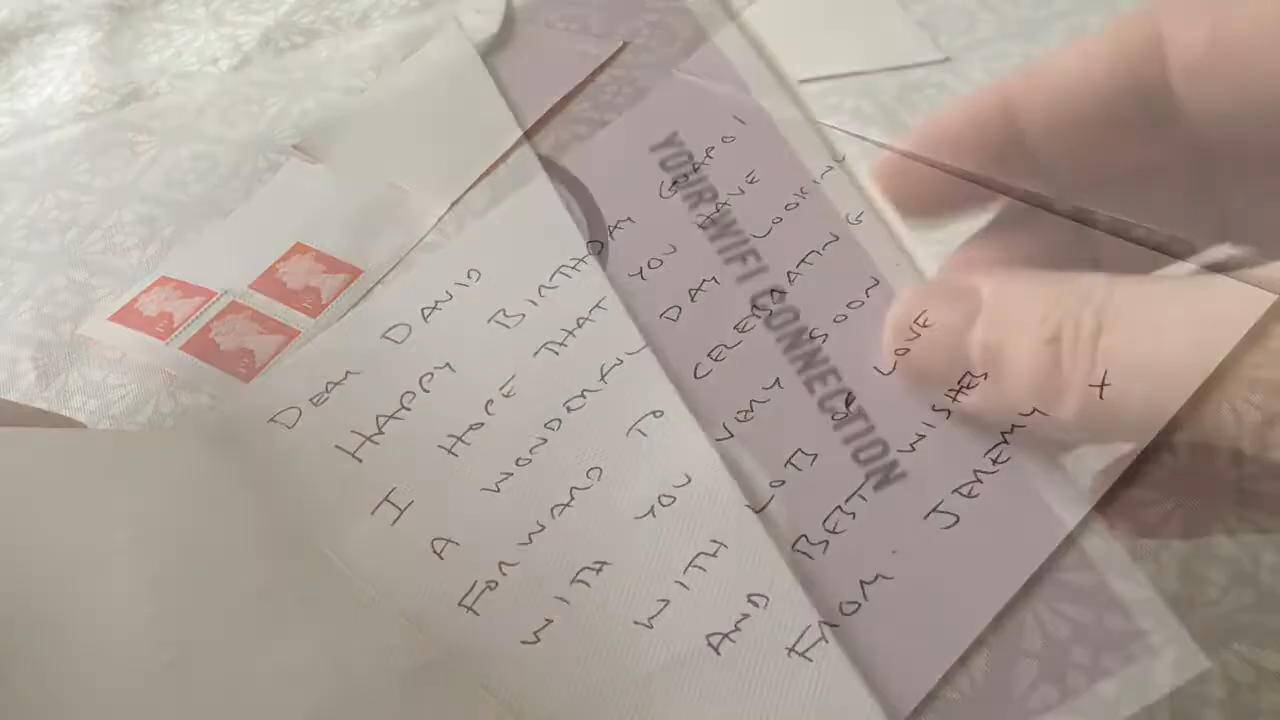 DEAR DAVID
HAPPY BIRTHDAY GUAPO!
I HOPE THAT YOU HAVE
A WONDERFUL DAY LOOKING
FORWARD TO CELEBRATING
WITH YOU VERY SOON
WITH LOTS OF LOVE
AND BEST WISHES
FROM JEREMY X
YOUR WIFI CONNECTION